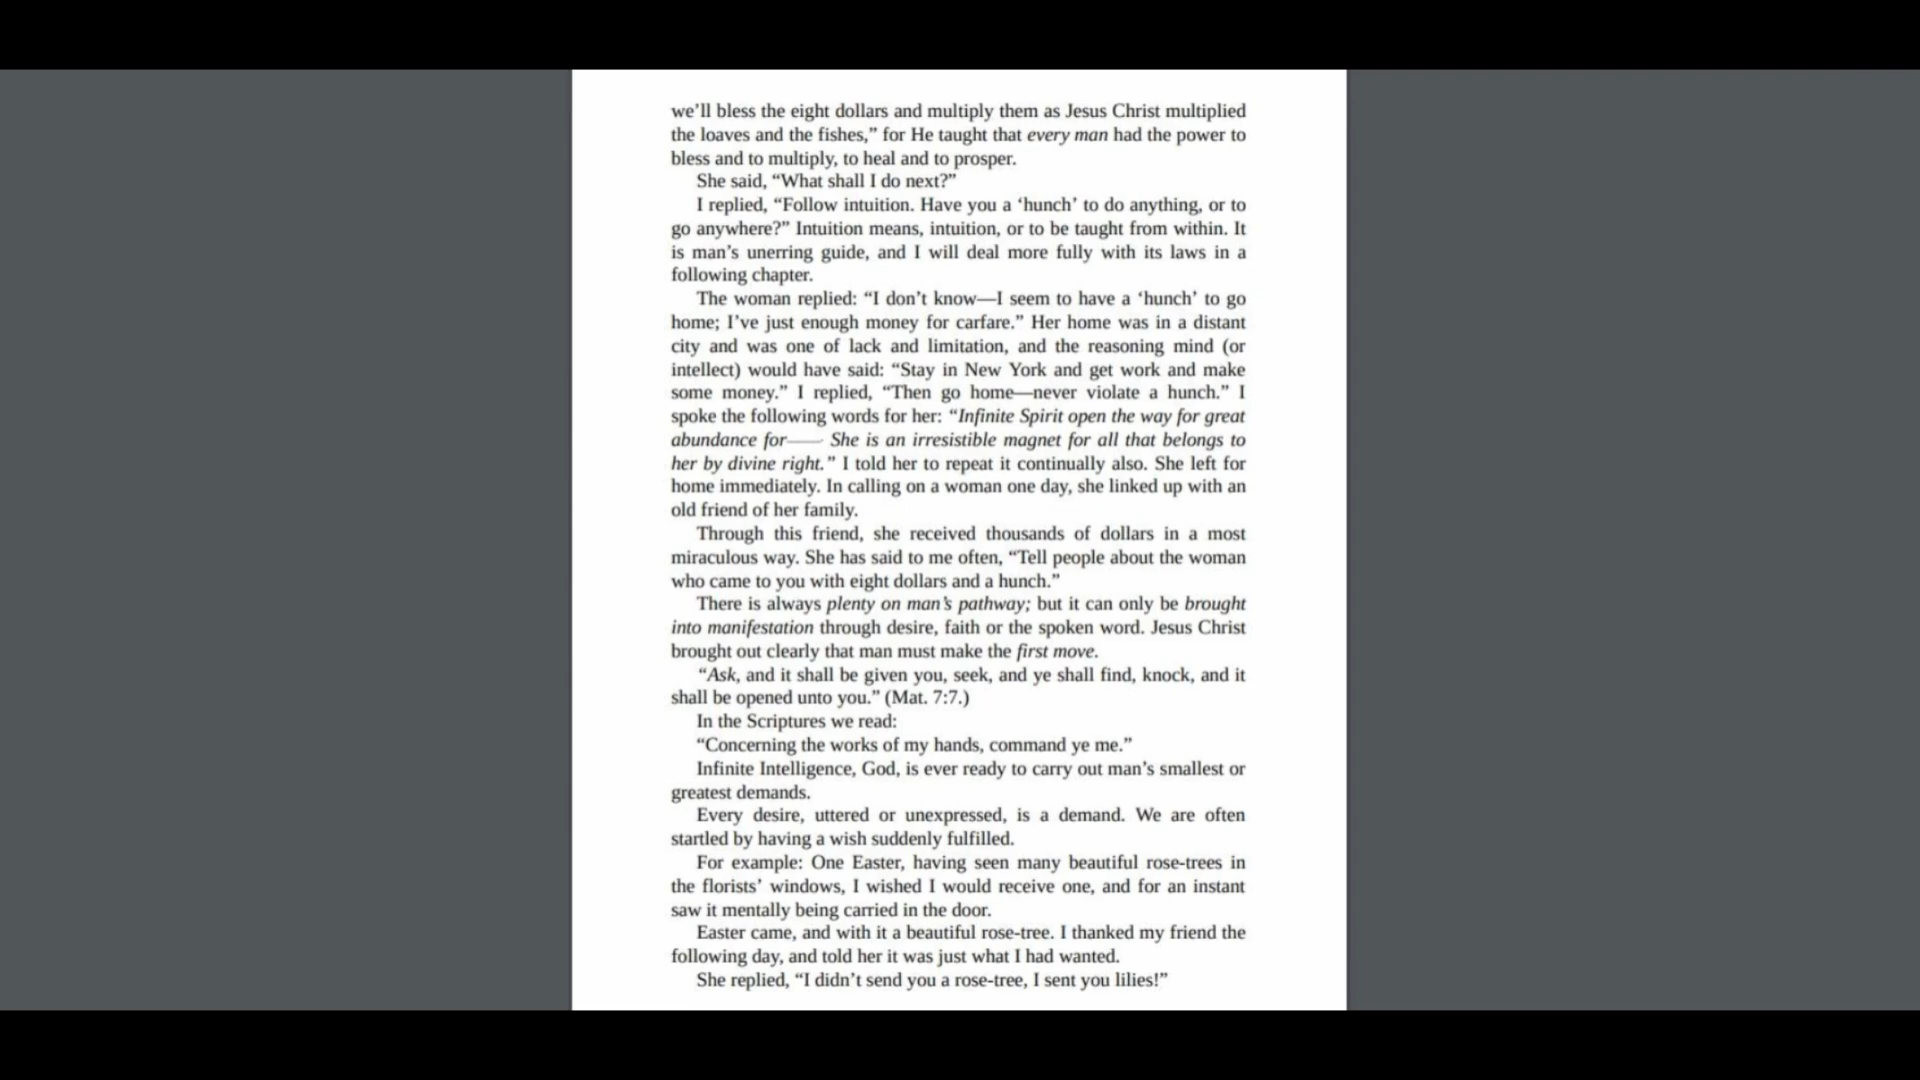 we’ll bless the eight dollars and multiply them as Jesus Christ multiplied
the loaves and the fishes,” for He taught that every man had the power to
bless and to multiply, to heal and to prosper.
She said, “What shall I do next?”
I replied, “Follow intuition. Have you a ‘hunch’ to do anything, or to
go anywhere?” Intuition means, intuition, or to be taught from within. It
is man’s unerring guide, and I will deal more fully with its laws in a
following chapter.
The woman replied: “I don’t know—I seem to have a ‘hunch’ to go
home; I’ve just enough money for carfare.” Her home was in a distant
city and was one of lack and limitation, and the reasoning mind (or
intellect) would have said: “Stay in New York and get work and make
some money.” I replied, “Then go home—never violate a hunch.” I
spoke the following words for her: “Infinite Spirit open the way for great
abundance for—— She is an irresistible magnet for all that belongs to
her by divine right.” I told her to repeat it continually also. She left for
home immediately. In calling on a woman one day, she linked up with an
old friend of her family.
Through this friend, she received thousands of dollars in a most
miraculous way. She has said to me often, “Tell people about the woman
who came to you with eight dollars and a hunch.”
There is always plenty on man’s pathway; but it can only be brought
into manifestation through desire, faith or the spoken word. Jesus Christ
brought out clearly that man must make the first move.
“Ask, and it shall be given you, seek, and ye shall find, knock, and it
shall be opened unto you.” (Mat. 7:7.)
In the Scriptures we read:
“Concerning the works of my hands, command ye me.”
Infinite Intelligence, God, is ever ready to carry out man’s smallest or
greatest demands.
Every desire, uttered or unexpressed, is a demand. We are often
startled by having a wish suddenly fulfilled.
For example: One Easter, having seen many beautiful rose-trees in
the florists’ windows, I wished I would receive one, and for an instant
saw it mentally being carried in the door.
Easter came, and with it a beautiful rose-tree. I thanked my friend the
following day, and told her it was just what I had wanted.
She replied, “I didn’t send you a rose-tree, I sent you lilies!”